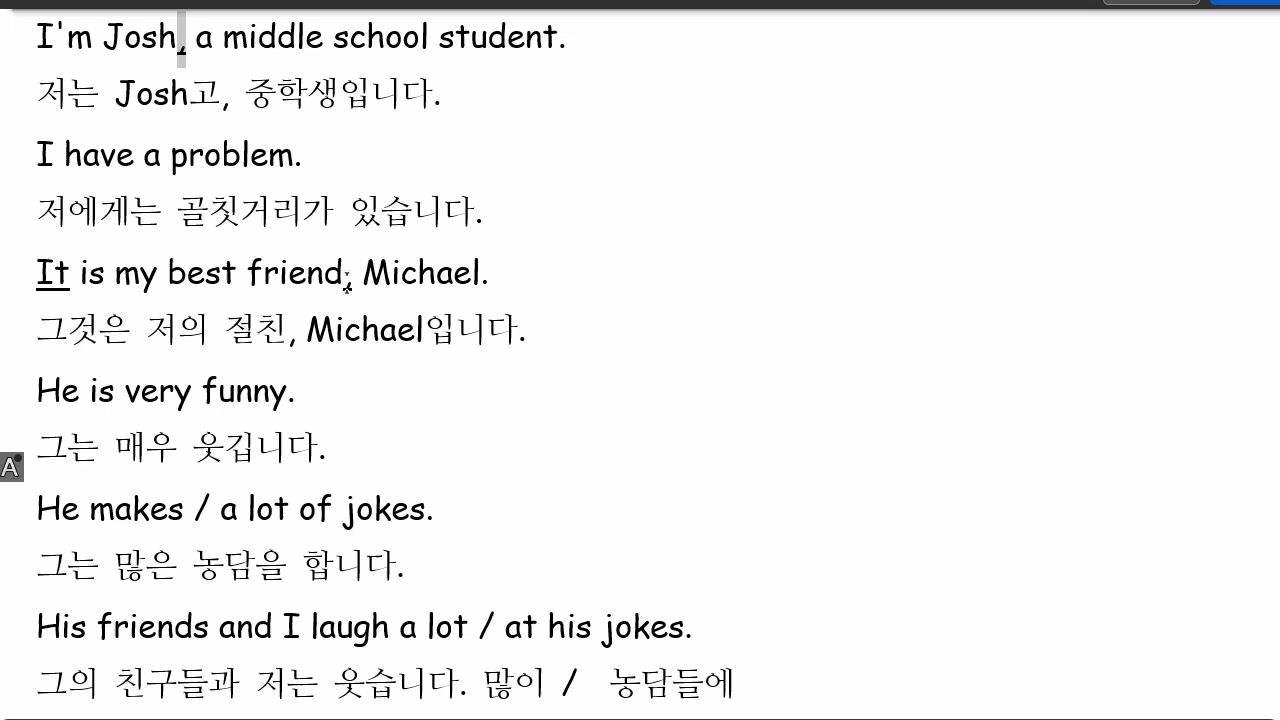 I'm Josh, a middle school student.
저는 Josh고, 중학생입니다.
I have a problem.
저에게는 골칫거리가 있습니다.
It is my best friend, Michael.
그것은 저의 절친, Michael입니다.
He is very funny.
그는 매우 웃깁니다.
A
He makes / a lot of jokes.
그는 많은 농담을 합니다.
His friends and I laugh a lot / at his jokes.
그의 친구들과 저는 웃습니다. 많이 / 농담들에